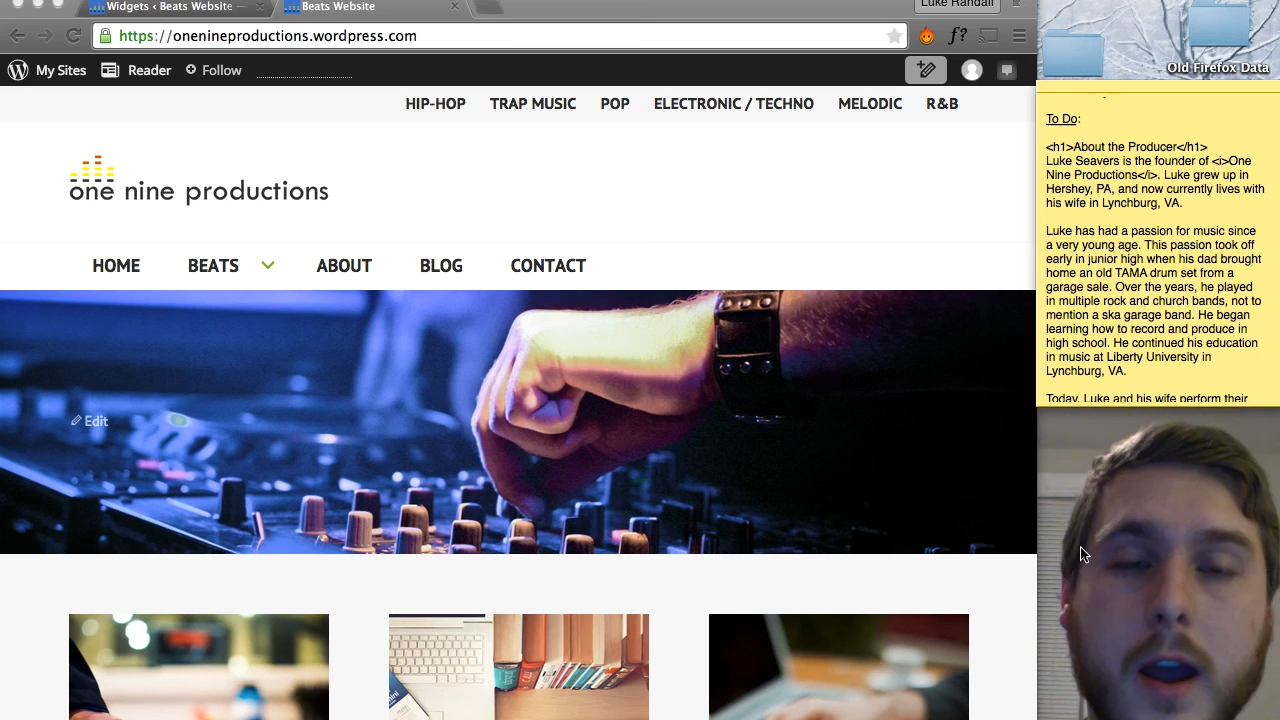 Widgets ‹ Beats Website —
Beats Website
Luke Randall
https://onenineproductions.wordpress.com
f?
My Sites
Reader
Follow
HIP-HOP TRAP MUSIC POP ELECTRONIC / TECHNO MELODIC R&B
one nine productions
HOME BEATS ABOUT BLOG CONTACT
Edit
Old Firefox Data
To Do:
<h1>About the Producer</h1>
Luke Seavers is the founder of <i>One
Nine Productions</i>. Luke grew up in
Hershey, PA, and now currently lives with
his wife in Lynchburg, VA.
Luke has had a passion for music since
a very young age. This passion took off
early in junior high when his dad brought
home an old TAMA drum set from a
garage sale. Over the years, he played
in multiple rock and church bands, not to
mention a ska garage band. He began
learning how to record and produce in
high school. He continued his education
in music at Liberty University in
Lynchburg, VA.
Today, Luke and his wife perform their